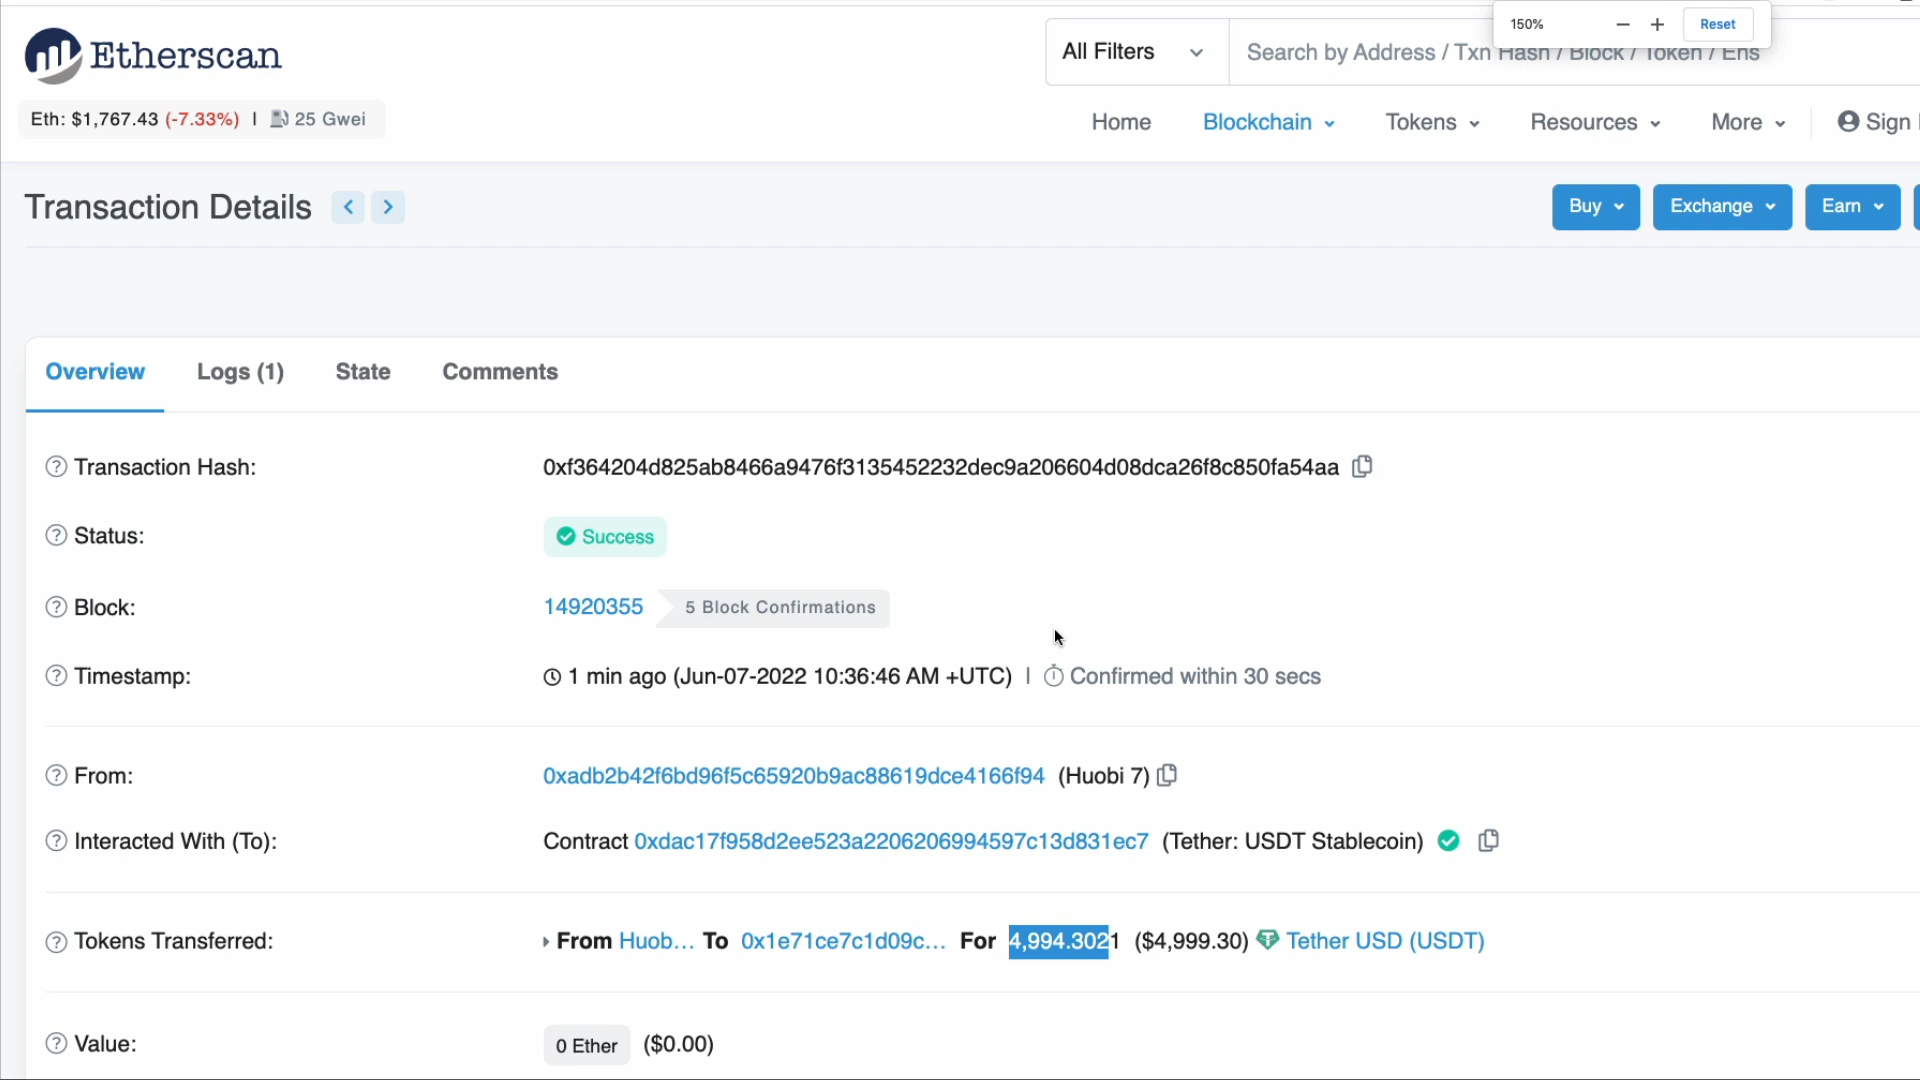 150% − + Reset
Etherscan
All Filters Search by Address / Txn Hash / Block / Token / Ens
Eth: $1,767.43 (-7.33%) | 25 Gwei
Home Blockchain Tokens Resources More Sign
Transaction Details
Buy Exchange Earn
Overview Logs (1) State Comments
Transaction Hash: 0xf364204d825ab8466a9476f3135452232dec9a206604d08dca26f8c850fa54aa
Status: Success
Block: 14920355 5 Block Confirmations
Timestamp: 1 min ago (Jun-07-2022 10:36:46 AM +UTC) | Confirmed within 30 secs
From: 0xadb2b42f6bd96f5c65920b9ac88619dce4166f94 (Huobi 7)
Interacted With (To): Contract 0xdac17f958d2ee523a2206206994597c13d831ec7 (Tether: USDT Stablecoin)
Tokens Transferred: From Huob... To 0x1e71ce7c1d09c... For 4,994.3021 ($4,999.30) Tether USD (USDT)
Value: 0 Ether ($0.00)